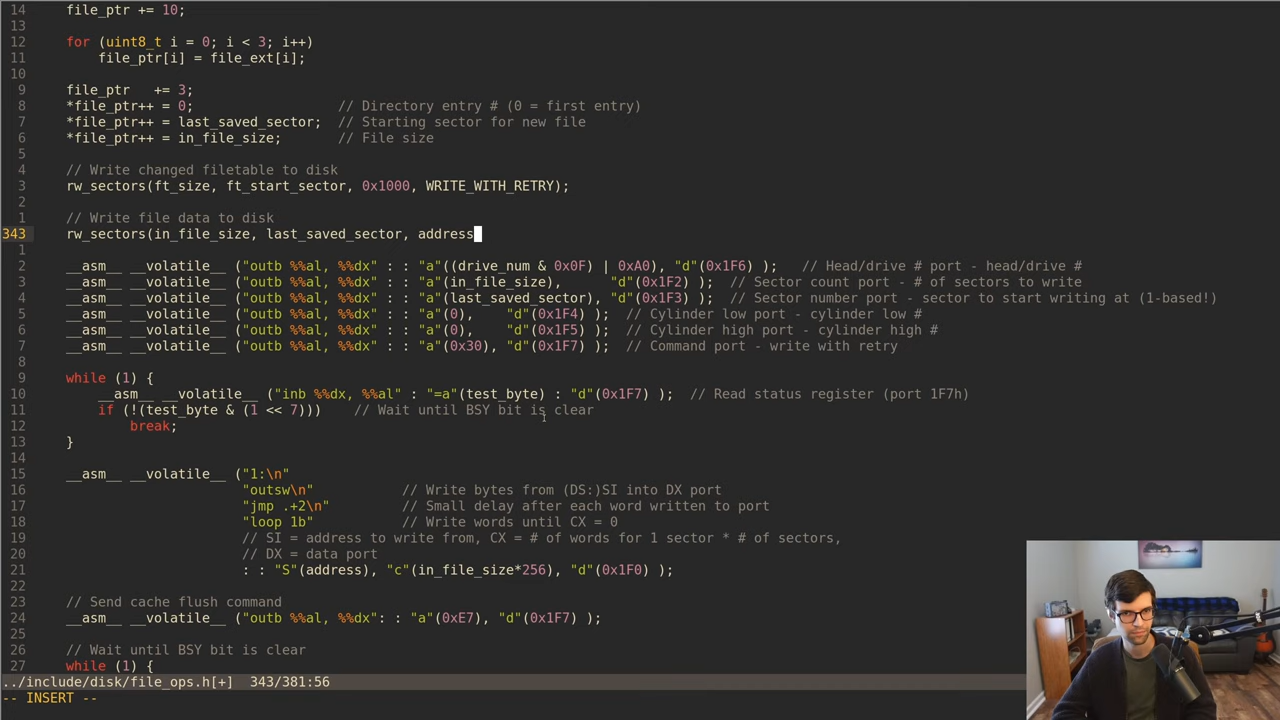 14    file_ptr += 10;
13
12    for (uint8_t i = 0; i < 3; i++)
11        file_ptr[i] = file_ext[i];
10
9    file_ptr   += 3;
8    *file_ptr++ = 0;                  // Directory entry # (0 = first entry)
7    *file_ptr++ = last_saved_sector;  // Starting sector for new file
6    *file_ptr++ = in_file_size;       // File size
5
4    // Write changed filetable to disk
3    rw_sectors(ft_size, ft_start_sector, 0x1000, WRITE_WITH_RETRY);
2
1    // Write file data to disk
343    rw_sectors(in_file_size, last_saved_sector, address
1
2    __asm__ __volatile__ ("outb %%al, %%dx" : : "a"((drive_num & 0x0F) | 0xA0), "d"(0x1F6) );   // Head/drive # port - head/drive #
3    __asm__ __volatile__ ("outb %%al, %%dx" : : "a"(in_file_size),      "d"(0x1F2) );  // Sector count port - # of sectors to write
4    __asm__ __volatile__ ("outb %%al, %%dx" : : "a"(last_saved_sector), "d"(0x1F3) );  // Sector number port - sector to start writing at (1-based!)
5    __asm__ __volatile__ ("outb %%al, %%dx" : : "a"(0),    "d"(0x1F4) );  // Cylinder low port - cylinder low #
6    __asm__ __volatile__ ("outb %%al, %%dx" : : "a"(0),    "d"(0x1F5) );  // Cylinder high port - cylinder high #
7    __asm__ __volatile__ ("outb %%al, %%dx" : : "a"(0x30), "d"(0x1F7) );  // Command port - write with retry
8
9    while (1) {
10        __asm__ __volatile__ ("inb %%dx, %%al" : "=a"(test_byte) : "d"(0x1F7) );  // Read status register (port 1F7h)
11        if (!(test_byte & (1 << 7)))    // Wait until BSY bit is clear
12            break;
13    }
14
15    __asm__ __volatile__ ("1:\n"
16                          "outsw\n"           // Write bytes from (DS:)SI into DX port
17                          "jmp .+2\n"         // Small delay after each word written to port
18                          "loop 1b"           // Write words until CX = 0
19                          // SI = address to write from, CX = # of words for 1 sector * # of sectors,
20                          // DX = data port
21                          : : "S"(address), "c"(in_file_size*256), "d"(0x1F0) );
22
23    // Send cache flush command
24    __asm__ __volatile__ ("outb %%al, %%dx": : "a"(0xE7), "d"(0x1F7) );
25
26    // Wait until BSY bit is clear
27    while (1) {
../include/disk/file_ops.h[+]  343/381:56
-- INSERT --